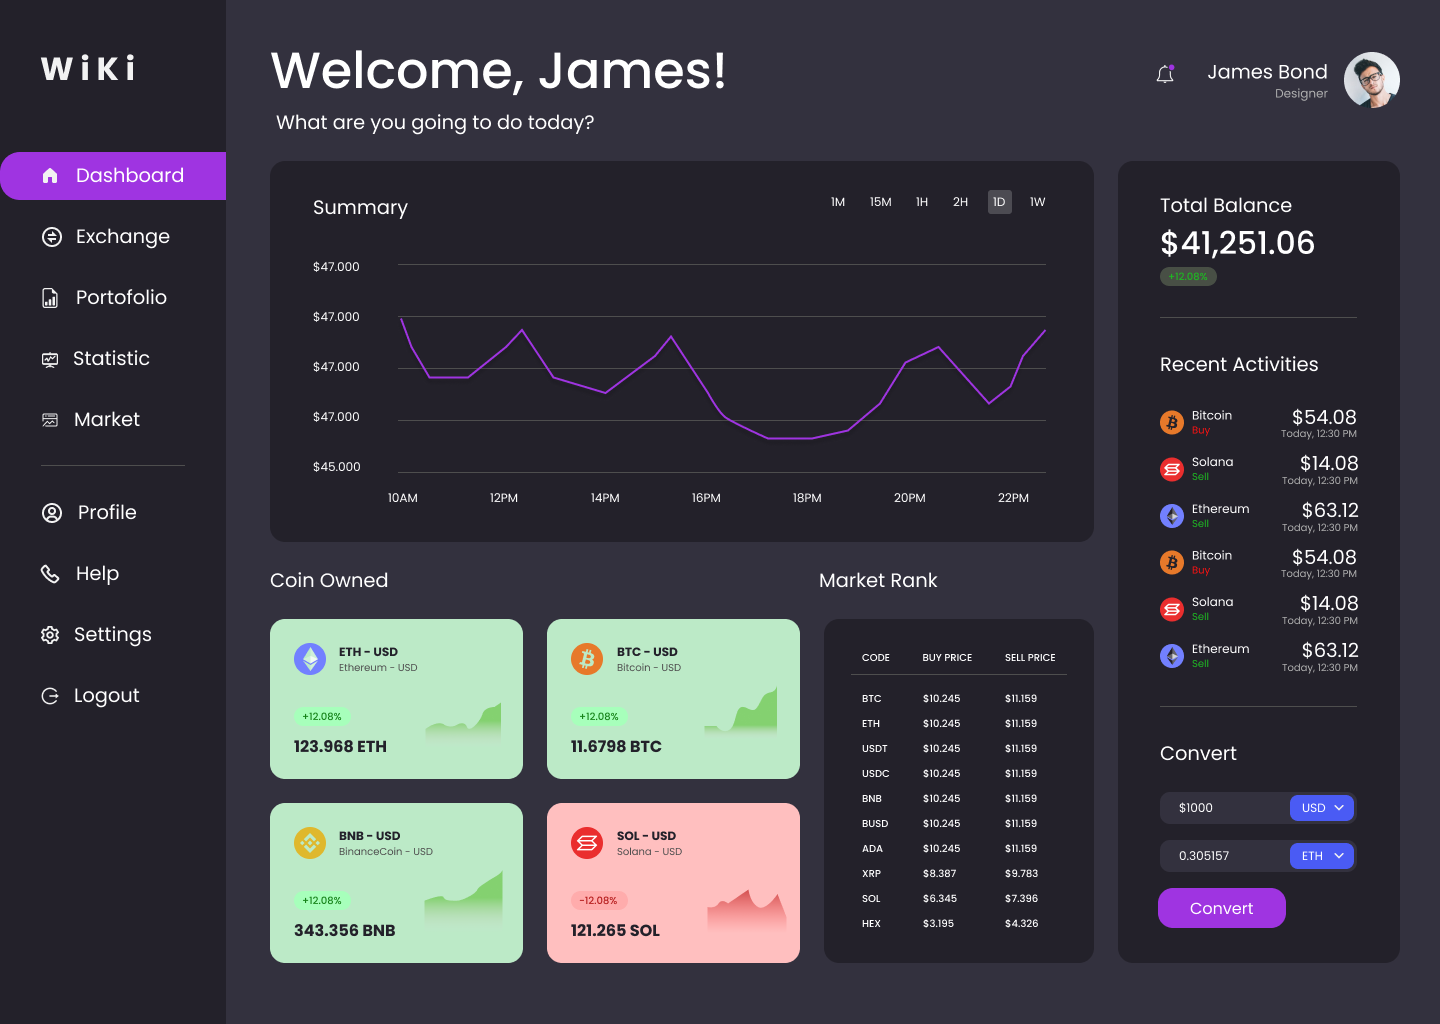 WiKi
Dashboard
Exchange
Portofolio
Statistic
Market
Profile
Help
Settings
Logout
Welcome, James!
What are you going to do today?
James Bond
Designer
Summary
1M 15M 1H 2H 1D 1W
$47.000
$47.000
$47.000
$47.000
$45.000
10AM 12PM 14PM 16PM 18PM 20PM 22PM
Coin Owned
ETH - USD
Ethereum - USD
+12.08%
123.968 ETH
BTC - USD
Bitcoin - USD
+12.08%
11.6798 BTC
BNB - USD
BinanceCoin - USD
+12.08%
343.356 BNB
SOL - USD
Solana - USD
-12.08%
121.265 SOL
Market Rank
CODE BUY PRICE SELL PRICE
BTC $10.245 $11.159
ETH $10.245 $11.159
USDT $10.245 $11.159
USDC $10.245 $11.159
BNB $10.245 $11.159
BUSD $10.245 $11.159
ADA $10.245 $11.159
XRP $8.387 $9.783
SOL $6.345 $7.396
HEX $3.195 $4.326
Total Balance
$41,251.06
+12.08%
Recent Activities
Bitcoin $54.08
Buy Today, 12:30 PM
Solana $14.08
Sell Today, 12:30 PM
Ethereum $63.12
Sell Today, 12:30 PM
Bitcoin $54.08
Buy Today, 12:30 PM
Solana $14.08
Sell Today, 12:30 PM
Ethereum $63.12
Sell Today, 12:30 PM
Convert
$1000 USD
0.305157 ETH
Convert